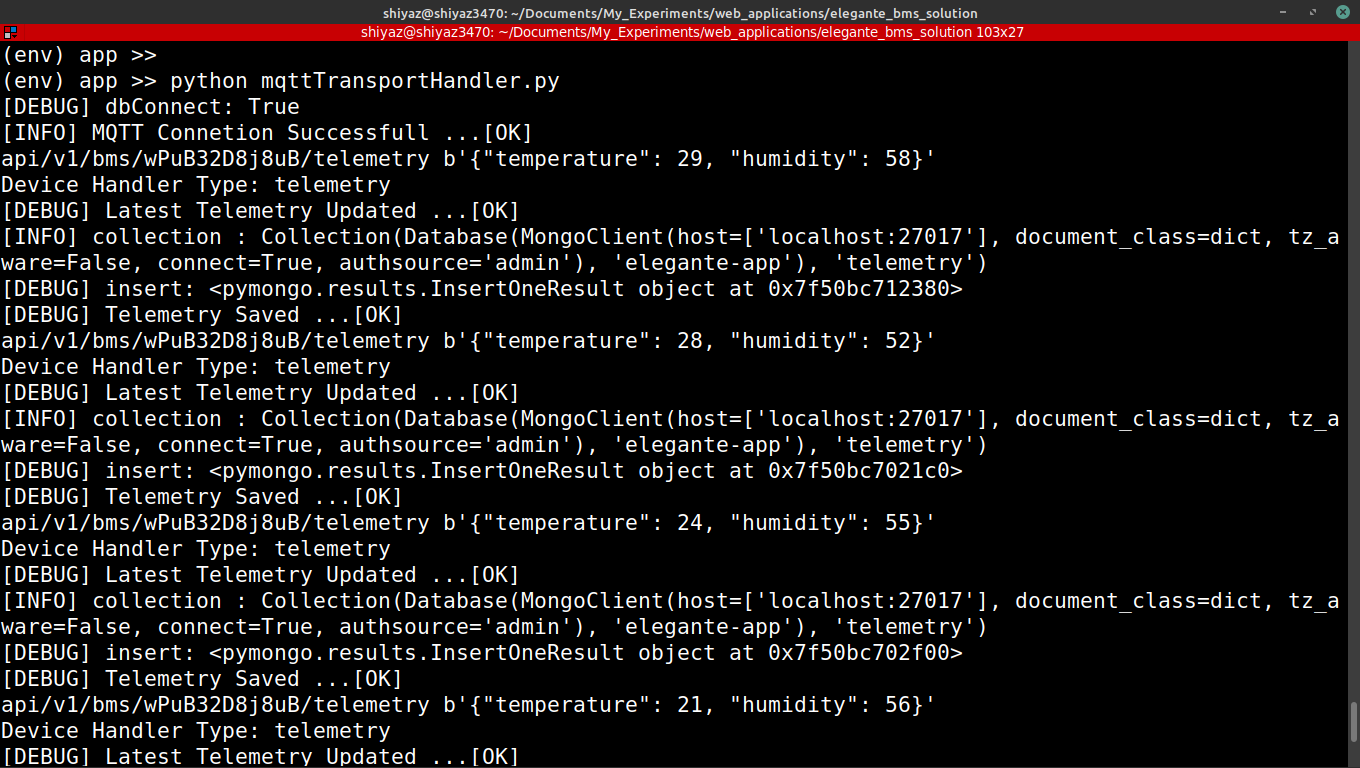 shiyaz@shiyaz3470: ~/Documents/My_Experiments/web_applications/elegante_bms_solution
shiyaz@shiyaz3470: ~/Documents/My_Experiments/web_applications/elegante_bms_solution 103x27
(env) app >>
(env) app >> python mqttTransportHandler.py
[DEBUG] dbConnect: True
[INFO] MQTT Connetion Successfull ...[OK]
api/v1/bms/wPuB32D8j8uB/telemetry b'{"temperature": 29, "humidity": 58}'
Device Handler Type: telemetry
[DEBUG] Latest Telemetry Updated ...[OK]
[INFO] collection : Collection(Database(MongoClient(host=['localhost:27017'], document_class=dict, tz_a
ware=False, connect=True, authsource='admin'), 'elegante-app'), 'telemetry')
[DEBUG] insert: <pymongo.results.InsertOneResult object at 0x7f50bc712380>
[DEBUG] Telemetry Saved ...[OK]
api/v1/bms/wPuB32D8j8uB/telemetry b'{"temperature": 28, "humidity": 52}'
Device Handler Type: telemetry
[DEBUG] Latest Telemetry Updated ...[OK]
[INFO] collection : Collection(Database(MongoClient(host=['localhost:27017'], document_class=dict, tz_a
ware=False, connect=True, authsource='admin'), 'elegante-app'), 'telemetry')
[DEBUG] insert: <pymongo.results.InsertOneResult object at 0x7f50bc7021c0>
[DEBUG] Telemetry Saved ...[OK]
api/v1/bms/wPuB32D8j8uB/telemetry b'{"temperature": 24, "humidity": 55}'
Device Handler Type: telemetry
[DEBUG] Latest Telemetry Updated ...[OK]
[INFO] collection : Collection(Database(MongoClient(host=['localhost:27017'], document_class=dict, tz_a
ware=False, connect=True, authsource='admin'), 'elegante-app'), 'telemetry')
[DEBUG] insert: <pymongo.results.InsertOneResult object at 0x7f50bc702f00>
[DEBUG] Telemetry Saved ...[OK]
api/v1/bms/wPuB32D8j8uB/telemetry b'{"temperature": 21, "humidity": 56}'
Device Handler Type: telemetry
[DEBUG] Latest Telemetry Updated ...[OK]